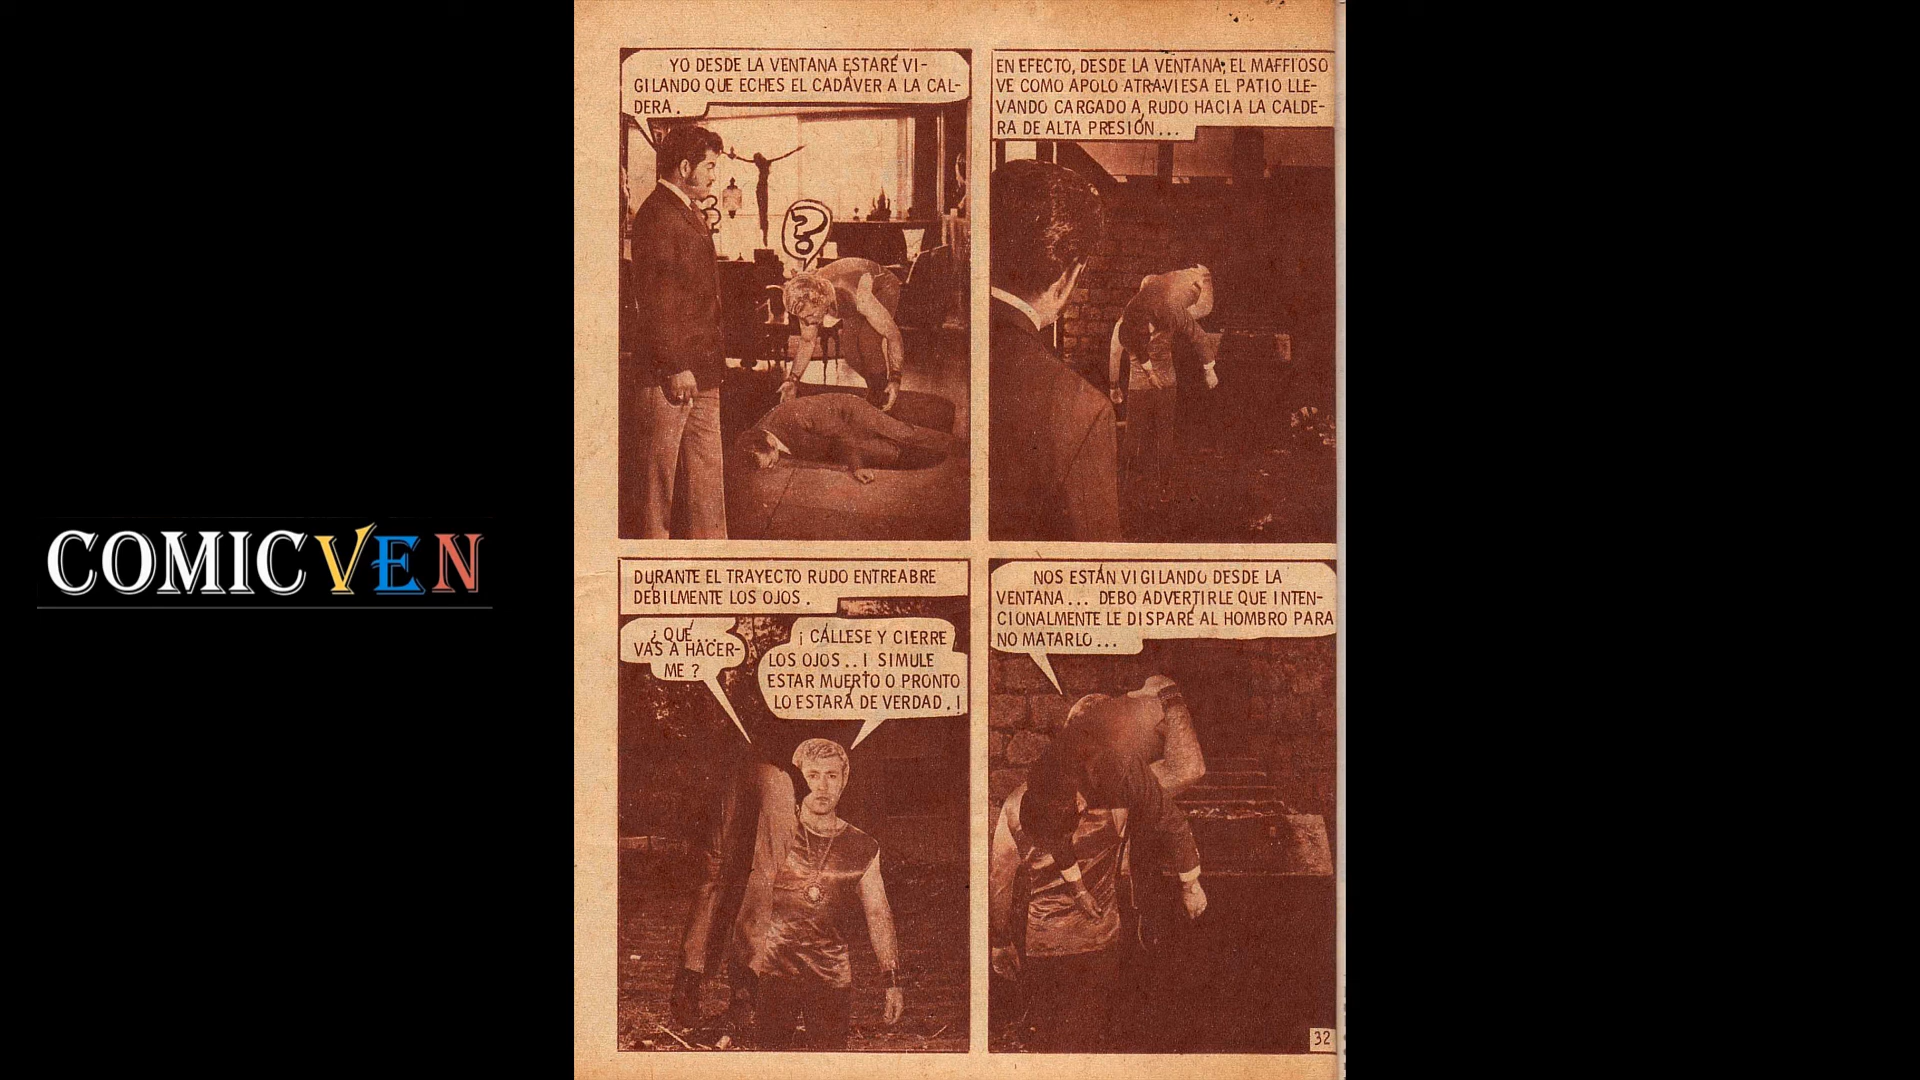 YO DESDE LA VENTANA ESTARÉ VI-
GILANDO QUE ECHES EL CADÁVER A LA CAL-
DERA.
?
EN EFECTO, DESDE LA VENTANA, EL MAFFIOSO
VE COMO APOLO ATRAVIESA EL PATIO LLE-
VANDO CARGADO A RUDO HACIA LA CALDE-
RA DE ALTA PRESIÓN...
DURANTE EL TRAYECTO RUDO ENTREABRE
DÉBILMENTE LOS OJOS.
¿ QUÉ...
VAS A HACER-
ME ?
¡ CÁLLESE Y CIERRE
LOS OJOS..! SIMULE
ESTAR MUERTO O PRONTO
LO ESTARÁ DE VERDAD.!
NOS ESTÁN VIGILANDO DESDE LA
VENTANA... DEBO ADVERTIRLE QUE INTEN-
CIONALMENTE LE DISPARÉ AL HOMBRO PARA
NO MATARLO...
32
COMICVEN